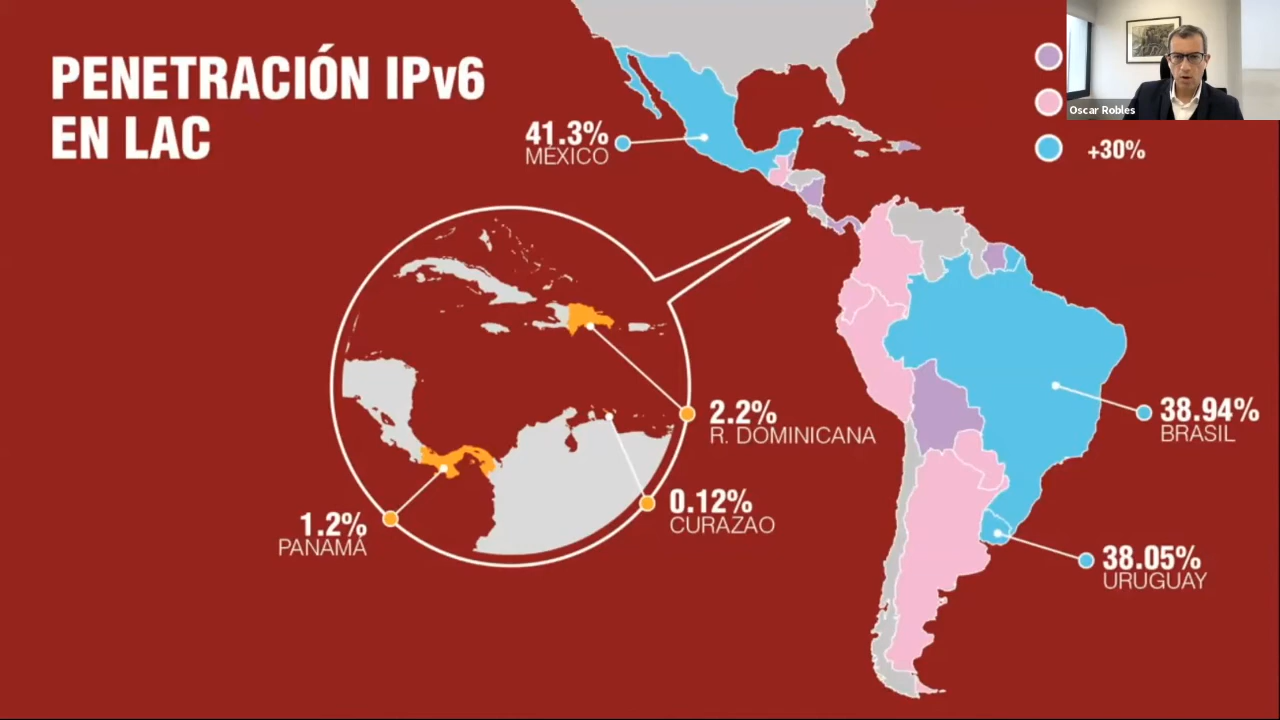 PENETRACIÓN IPv6
EN LAC
Oscar Robles
+30%
41.3%
MÉXICO
2.2%
R. DOMINICANA
0.12%
CURAZAO
1.2%
PANAMÁ
38.94%
BRASIL
38.05%
URUGUAY